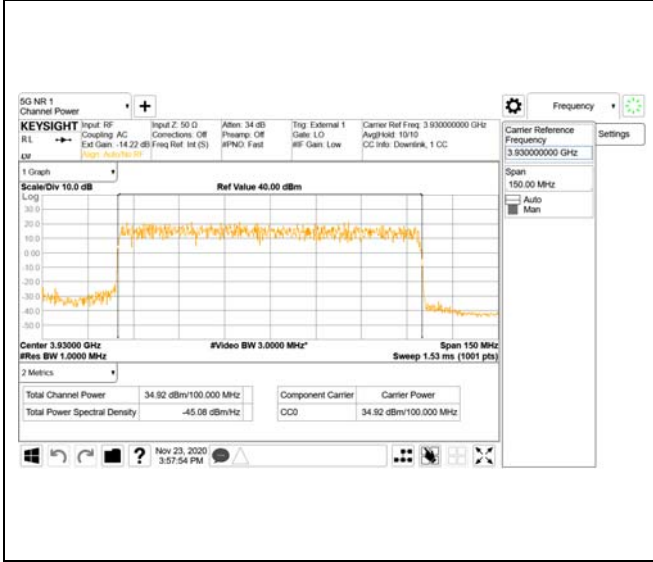 5G NR 1
Channel Power
Frequency
KEYSIGHT
RL
Input: RF
Coupling: AC
Ext Gain: -14.22 dB
Align: Auto/No RF
Input Z: 50 Ω
Corrections: Off
Freq Ref: Int (S)
Atten: 34 dB
Preamp: Off
#PNO: Fast
Trig: External 1
Gate: LO
#IF Gain: Low
Carrier Ref Freq: 3.930000000 GHz
Avg|Hold: 10/10
CC Info: Downlink, 1 CC
Carrier Reference
Frequency
3.930000000 GHz
Settings
Span
150.00 MHz
Auto
Man
1 Graph
Scale/Div 10.0 dB
Ref Value 40.00 dBm
Log
30.0
20.0
10.0
0.00
-10.0
-20.0
-30.0
-40.0
-50.0
Center 3.93000 GHz
#Video BW 3.0000 MHz*
Span 150 MHz
#Res BW 1.0000 MHz
Sweep 1.53 ms (1001 pts)
2 Metrics
Total Channel Power 34.92 dBm/100.000 MHz
Total Power Spectral Density -45.08 dBm/Hz
Component Carrier Carrier Power
CC0 34.92 dBm/100.000 MHz
Nov 23, 2020
3:57:54 PM